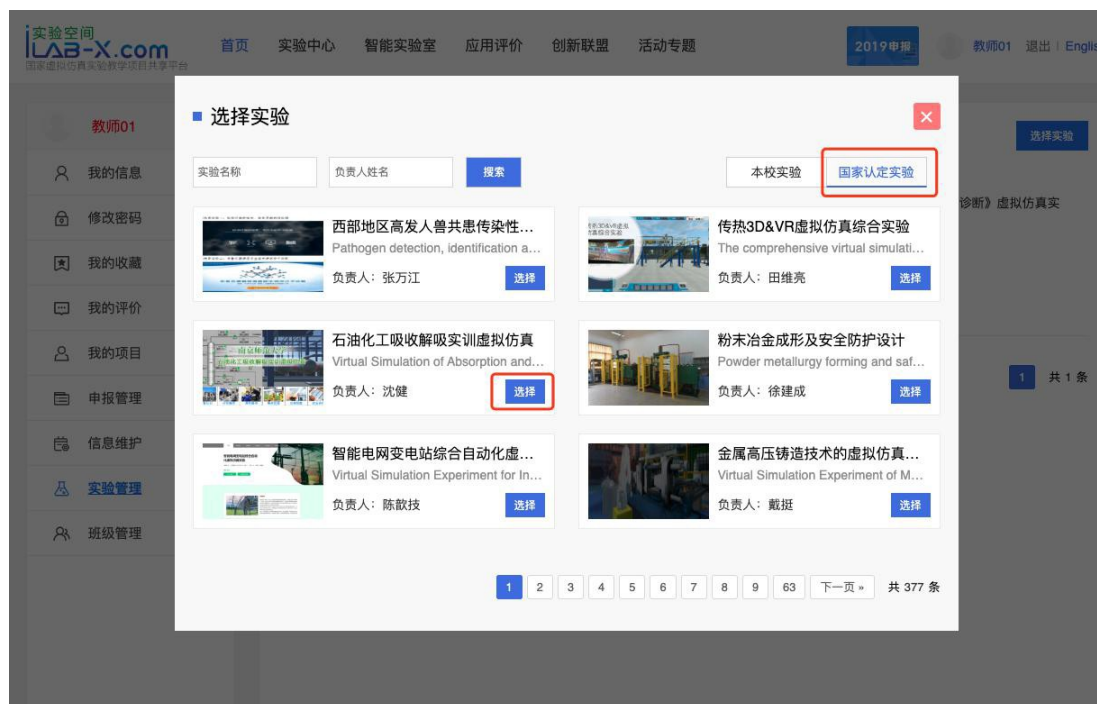 实验空间
iLAB-X.com
国家虚拟仿真实验教学项目共享平台
首页 实验中心 智能实验室 应用评价 创新联盟 活动专题
2019申报
教师01 退出 | Englis
教师01
我的信息
修改密码
我的收藏
我的评价
我的项目
申报管理
信息维护
实验管理
班级管理
选择实验
诊断》虚拟仿真实
1 共 1 条
选择实验
实验名称 负责人姓名 搜索
本校实验 国家认定实验
西部地区高发人兽共患传染性...
Pathogen detection, identification a...
负责人：张万江 选择
传热3D&VR虚拟仿真综合实验
The comprehensive virtual simulati...
负责人：田维亮 选择
石油化工吸收解吸实训虚拟仿真
Virtual Simulation of Absorption and...
负责人：沈健 选择
粉末冶金成形及安全防护设计
Powder metallurgy forming and saf...
负责人：徐建成 选择
智能电网变电站综合自动化虚...
Virtual Simulation Experiment for In...
负责人：陈歆技 选择
金属高压铸造技术的虚拟仿真...
Virtual Simulation Experiment of M...
负责人：戴挺 选择
1 2 3 4 5 6 7 8 9 63 下一页 » 共 377 条